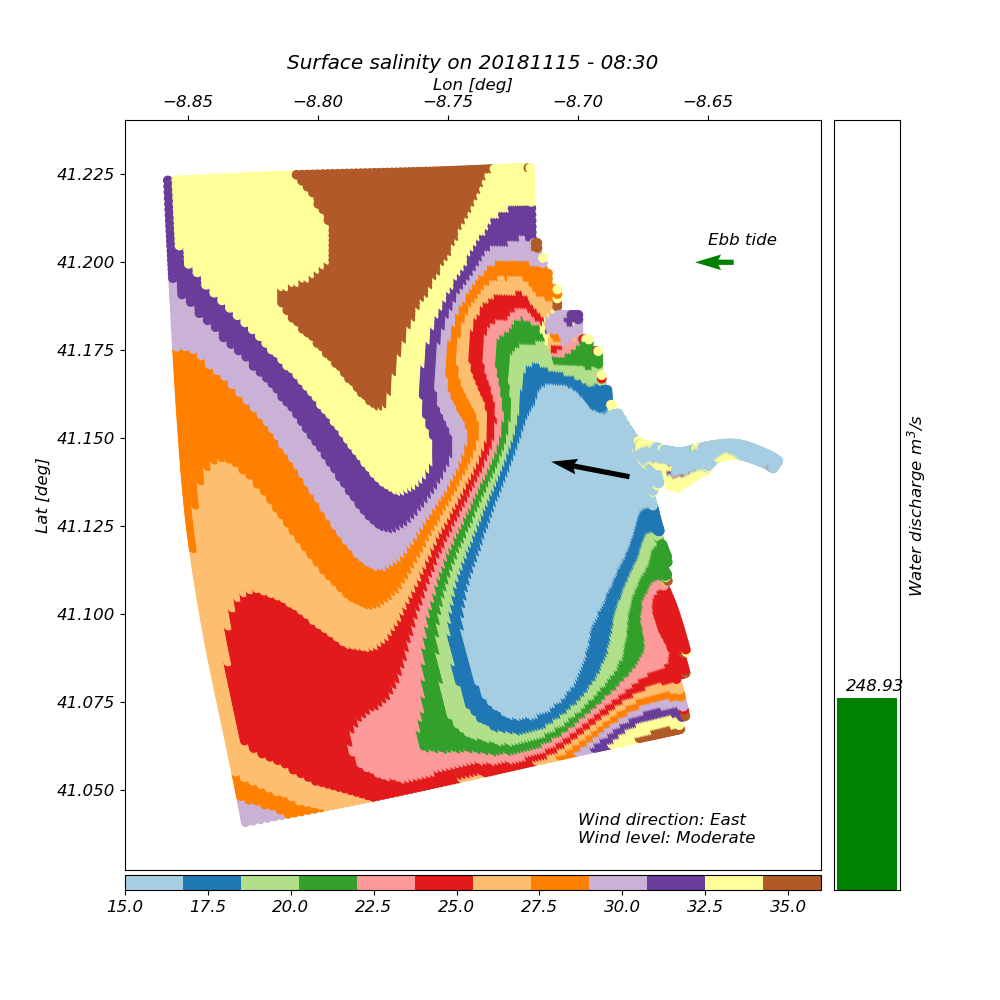 Surface salinity on 20181115 - 08:30
Lon [deg]
−8.85 −8.80 −8.75 −8.70 −8.65
41.225
41.200
41.175
41.150
41.125
41.100
41.075
41.050
Lat [deg]
Ebb tide
Wind direction: East
Wind level: Moderate
15.0 17.5 20.0 22.5 25.0 27.5 30.0 32.5 35.0
248.93
Water discharge m³/s